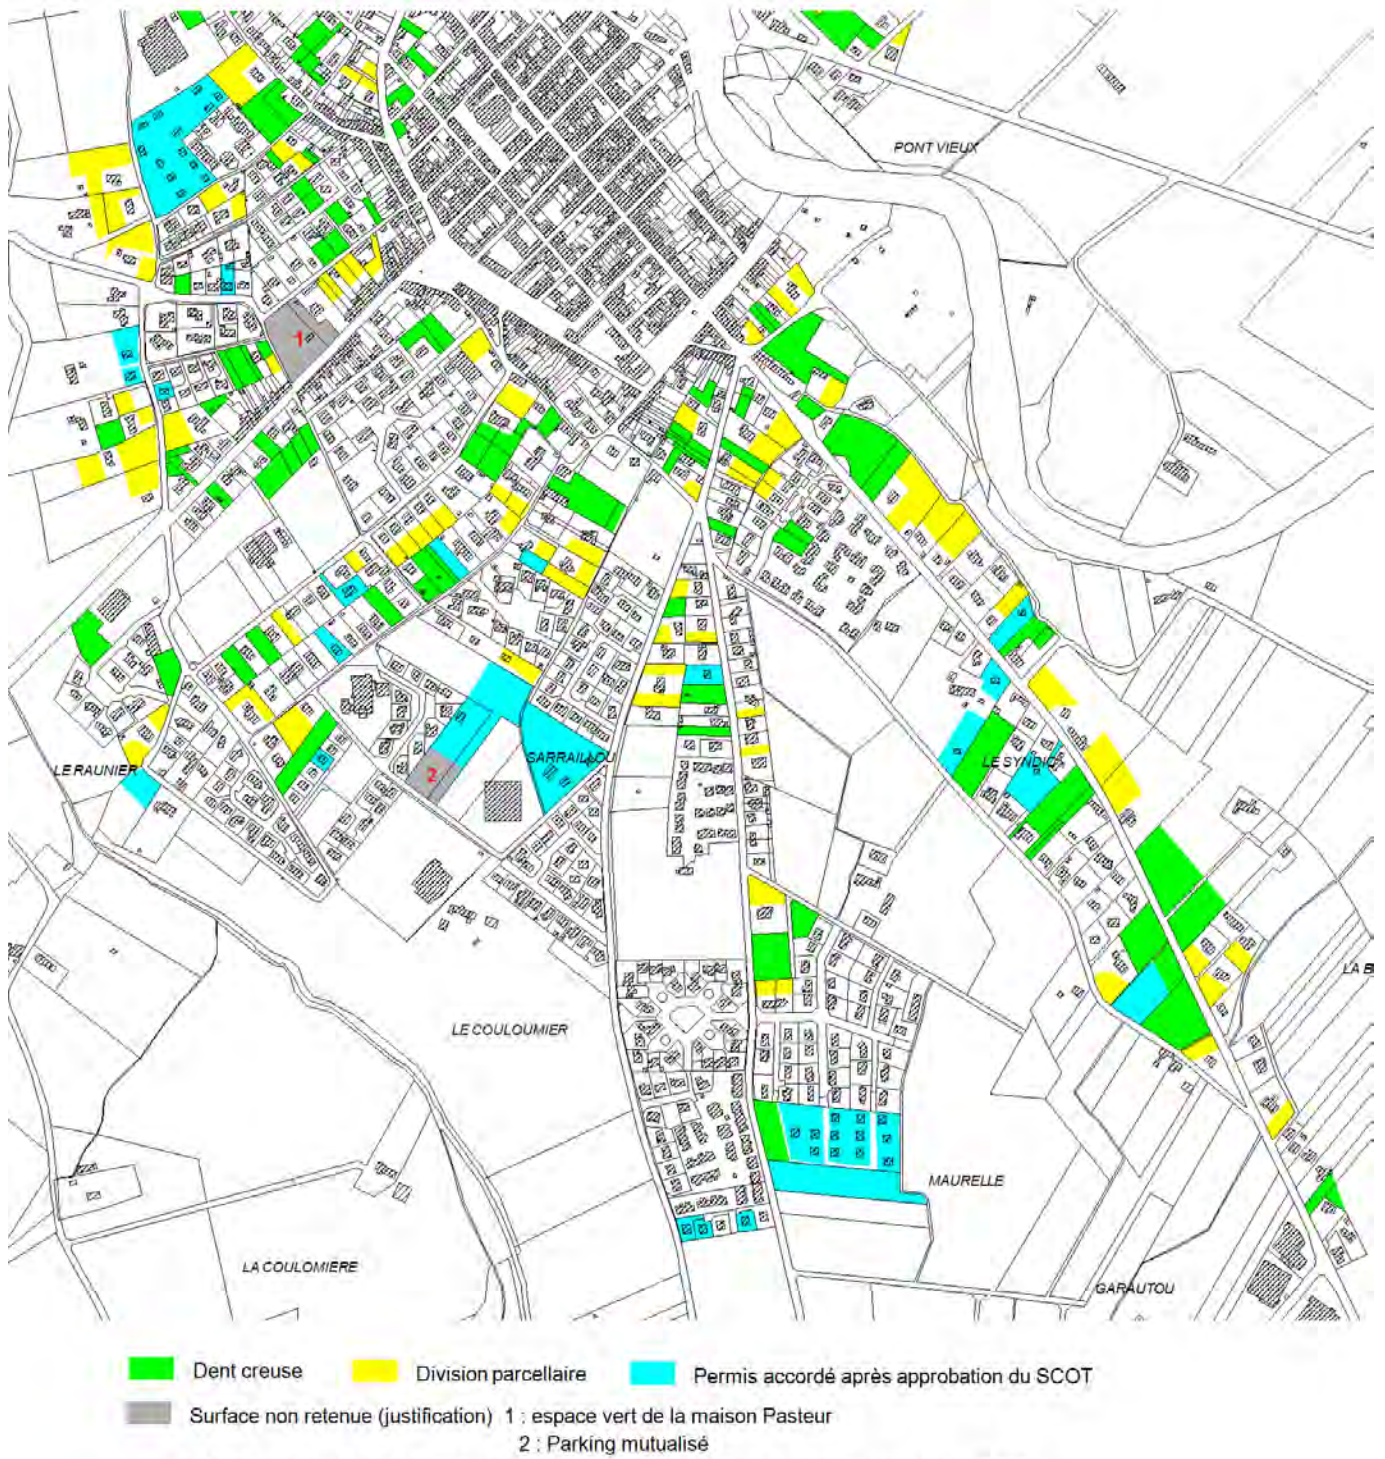 PONT VIEUX
1
LE RAUNIER
SARRAILLOU
2
LE SYNDIC
LA B
LE COULOUMIER
MAURELLE
LA COULOMIÈRE
GARAUTOU
Dent creuse
Division parcellaire
Permis accordé après approbation du SCOT
Surface non retenue (justification) 1 : espace vert de la maison Pasteur
2 : Parking mutualisé